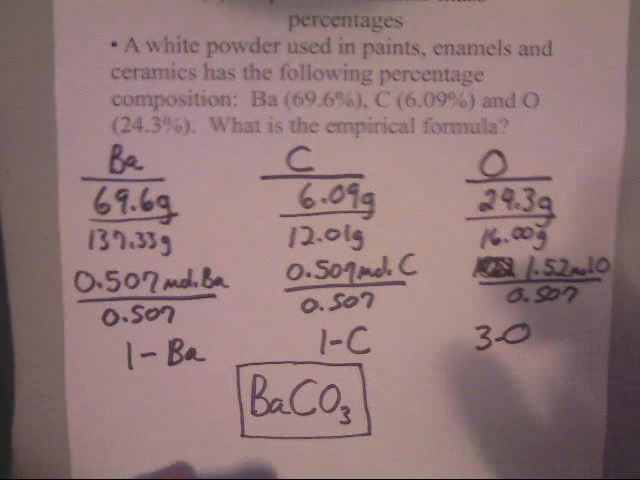 percentages
• A white powder used in paints, enamels and
ceramics has the following percentage
composition: Ba (69.6%), C (6.09%) and O
(24.3%). What is the empirical formula?
Ba C O
69.6g 6.09g 24.3g
137.33g 12.01g 16.00g
0.507 mol. Ba 0.507 mol. C 1.52 mol O
0.507 0.507 0.507
1-Ba 1-C 3-O
BaCO₃